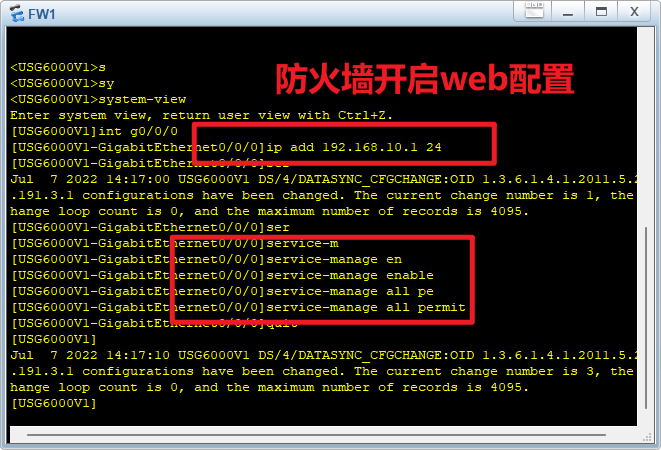 FW1
<USG6000V1>s
<USG6000V1>sy
防火墙开启web配置
<USG6000V1>system-view
Enter system view, return user view with Ctrl+Z.
[USG6000V1]int g0/0/0
[USG6000V1-GigabitEthernet0/0/0]ip add 192.168.10.1 24
[USG6000V1-GigabitEthernet0/0/0]ser
Jul  7 2022 14:17:00 USG6000V1 DS/4/DATASYNC_CFGCHANGE:OID 1.3.6.1.4.1.2011.5.2
.191.3.1 configurations have been changed. The current change number is 1, the
hange loop count is 0, and the maximum number of records is 4095.
[USG6000V1-GigabitEthernet0/0/0]ser
[USG6000V1-GigabitEthernet0/0/0]service-m
[USG6000V1-GigabitEthernet0/0/0]service-manage en
[USG6000V1-GigabitEthernet0/0/0]service-manage enable
[USG6000V1-GigabitEthernet0/0/0]service-manage all pe
[USG6000V1-GigabitEthernet0/0/0]service-manage all permit
[USG6000V1-GigabitEthernet0/0/0]quit
[USG6000V1]
Jul  7 2022 14:17:10 USG6000V1 DS/4/DATASYNC_CFGCHANGE:OID 1.3.6.1.4.1.2011.5.2
.191.3.1 configurations have been changed. The current change number is 3, the
hange loop count is 0, and the maximum number of records is 4095.
[USG6000V1]